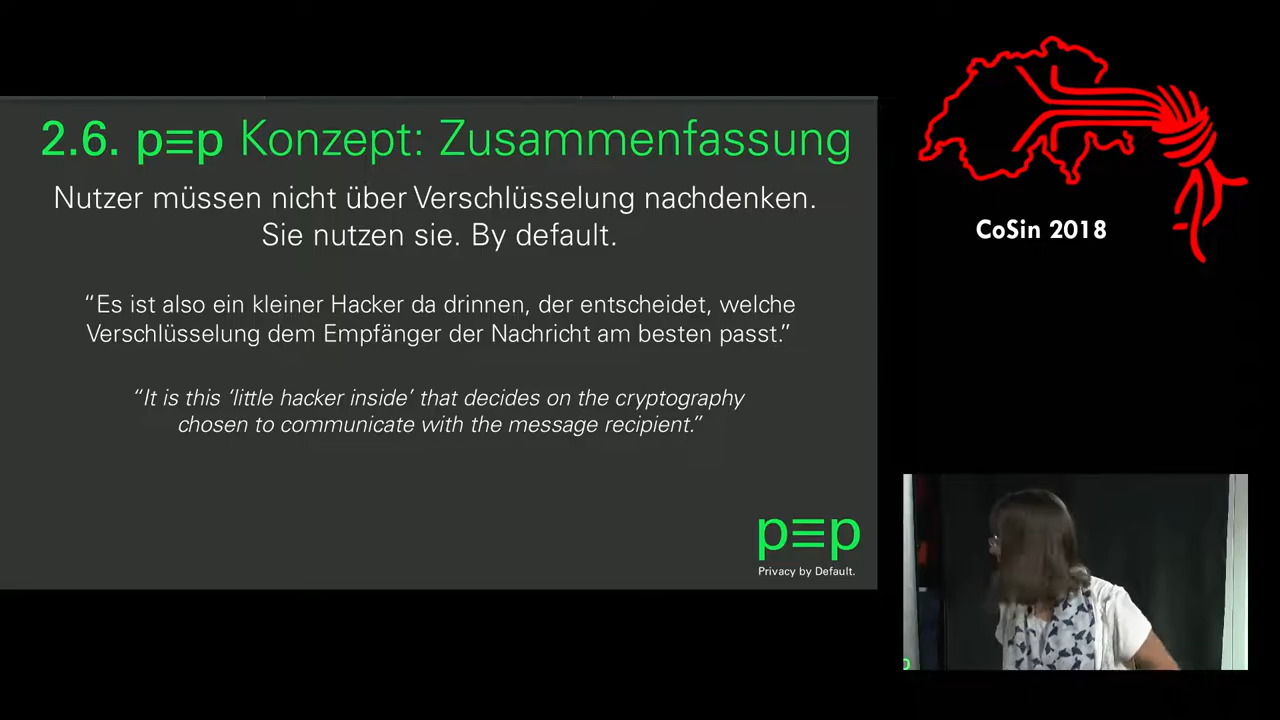 2.6. p≡p Konzept: Zusammenfassung
Nutzer müssen nicht über Verschlüsselung nachdenken.
Sie nutzen sie. By default.
“Es ist also ein kleiner Hacker da drinnen, der entscheidet, welche
Verschlüsselung dem Empfänger der Nachricht am besten passt.”
“It is this ‘little hacker inside’ that decides on the cryptography
chosen to communicate with the message recipient.”
p≡p
Privacy by Default.
CoSin 2018